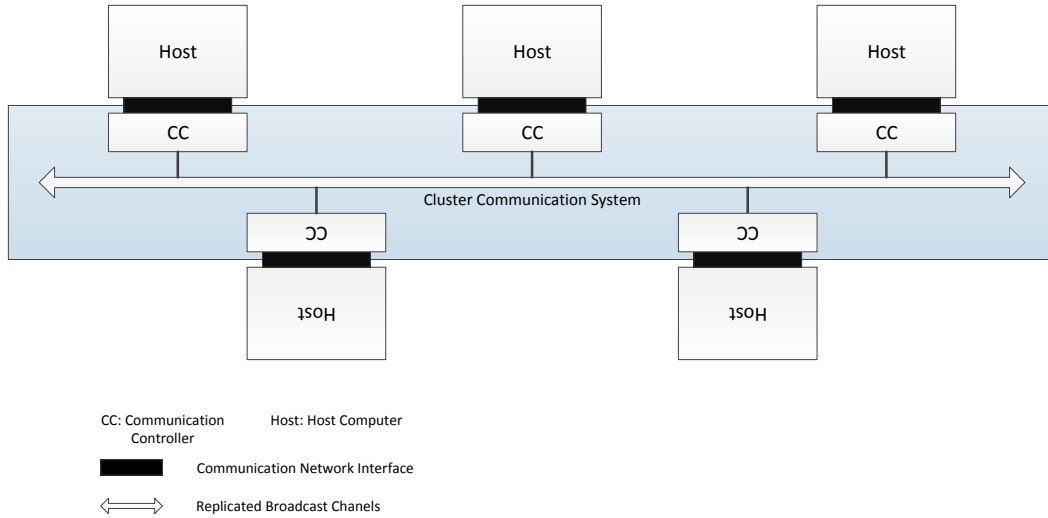 Host
Host
Host
CC
CC
CC
Cluster Communication System
CC
CC
Host
Host
CC: Communication
Controller
Host: Host Computer
Communication Network Interface
Replicated Broadcast Chanels